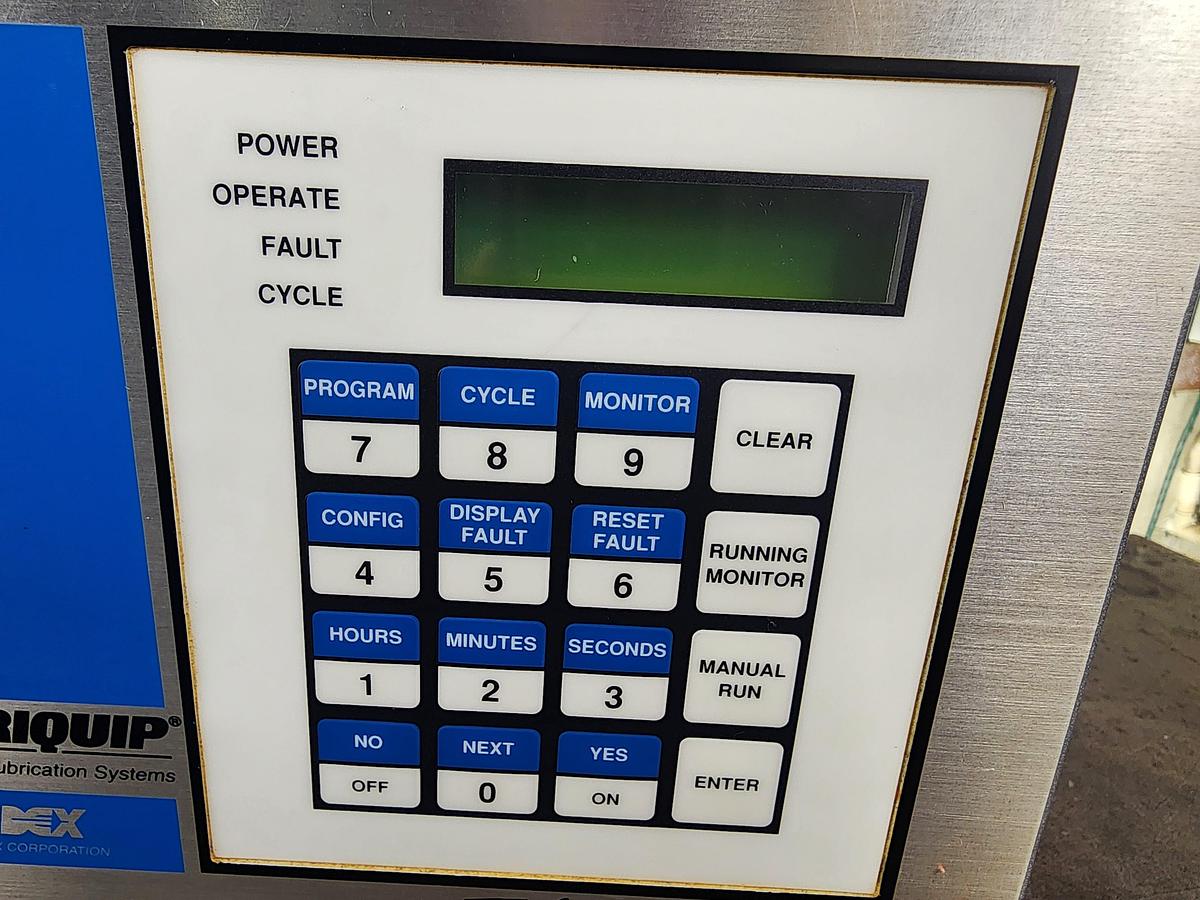 POWER
OPERATE
FAULT
CYCLE
PROGRAM
7
CYCLE
8
MONITOR
9
CLEAR
CONFIG
4
DISPLAY
FAULT
5
RESET
FAULT
6
RUNNING
MONITOR
HOURS
1
MINUTES
2
SECONDS
3
MANUAL
RUN
NO
OFF
NEXT
0
YES
ON
ENTER
RIQUIP®
ubrication Systems
DEX
X CORPORATION